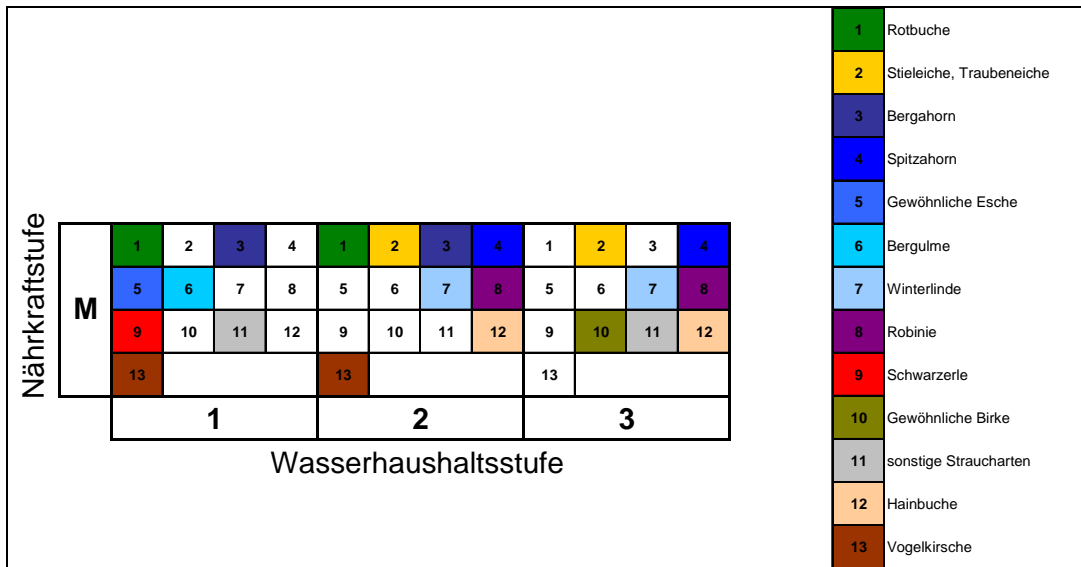 1 Rotbuche
2 Stieleiche, Traubeneiche
3 Bergahorn
4 Spitzahorn
5 Gewöhnliche Esche
6 Bergulme
7 Winterlinde
8 Robinie
9 Schwarzerle
10 Gewöhnliche Birke
11 sonstige Straucharten
12 Hainbuche
13 Vogelkirsche
Nährkraftstufe
M
1 2 3 4 1 2 3 4 1 2 3 4
5 6 7 8 5 6 7 8 5 6 7 8
9 10 11 12 9 10 11 12 9 10 11 12
13 13 13
1 2 3
Wasserhaushaltsstufe